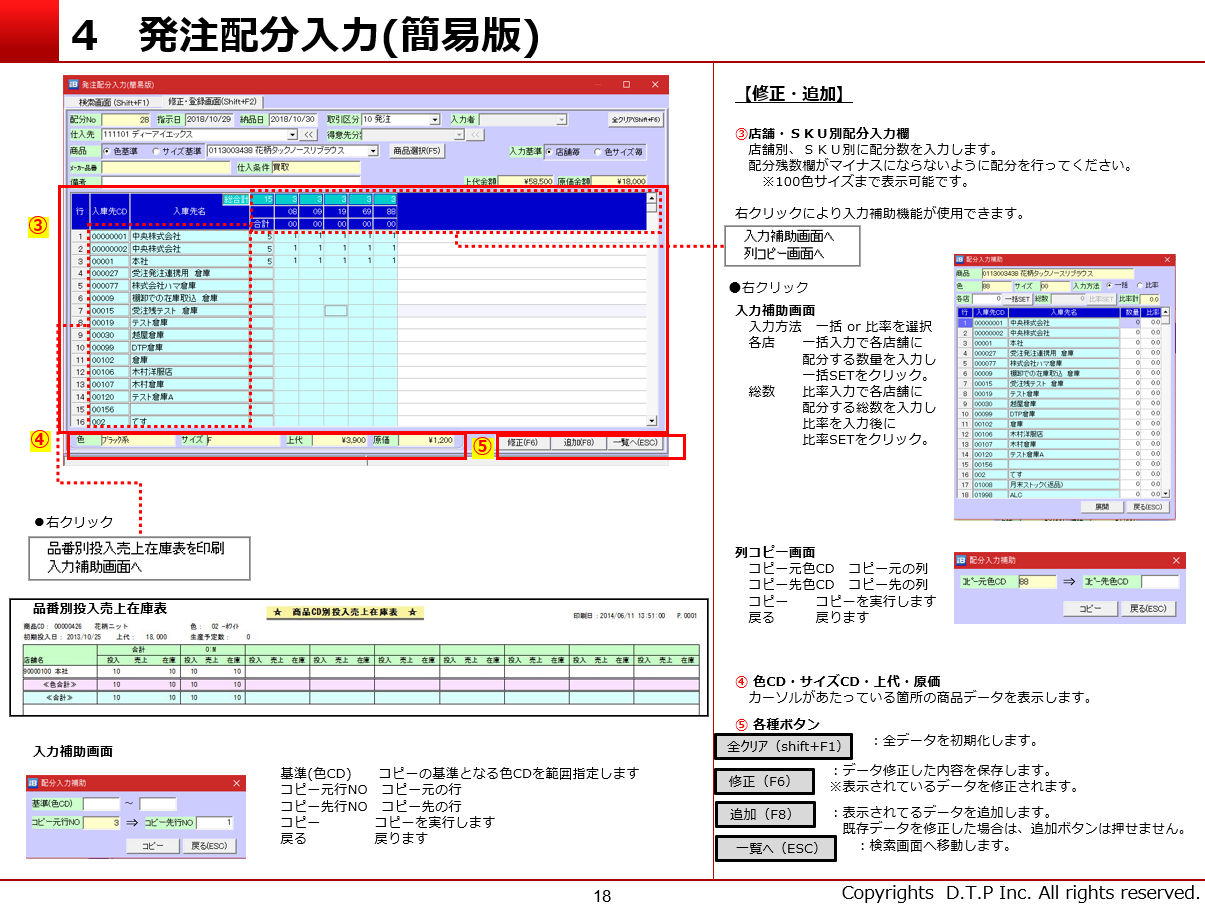 4　発注配分入力(簡易版)
発注配分入力(簡易版)
検索画面 (Shift+F1)　修正・登録画面(Shift+F2)
配分No 28 指示日 2018/10/29 納品日 2018/10/30 取引区分 10 発注 入力者 全クリア(Shift+F6)
仕入先 111101 ディーアイエックス << 得意先分類 <<
商品 色基準 サイズ基準 0113003438 花柄タックノースリブラウス 商品選択(F5) 入力基準 店舗毎 色サイズ毎
メーカー品番 仕入条件 買取
備考 上代金額 ¥58,500 原価金額 ¥18,000
総合計 15 3 3 3 3 3
08 09 19 69 88
行 入庫先CD 入庫先名 合計 00 00 00 00 00
1 00000001 中央株式会社 5 1 1 1 1 1
2 00000002 中央株式会社 5 1 1 1 1 1
3 00001 本社 5 1 1 1 1 1
4 000027 受注発注連携用 倉庫
5 000077 株式会社ハマ倉庫
6 00009 棚卸での在庫取込 倉庫
7 00015 受注残テスト 倉庫
8 00019 テスト倉庫
9 00030 越屋倉庫
10 00099 DTP倉庫
11 00102 倉庫
12 00106 木村洋服店
13 00107 木村倉庫
14 00120 テスト倉庫A
15 00156
16 002 てす
色 ブラック系 サイズ F 上代 ¥3,900 原価 ¥1,200 修正(F6) 追加(F8) 一覧へ(ESC)
③
④
⑤
●右クリック
品番別投入売上在庫表を印刷
入力補助画面へ
品番別投入売上在庫表
★ 商品CD別投入売上在庫表 ★
印刷日：2014/06/11 13:51:00 P.0001
商品CD： 00000426 花柄ニット 色： 02 -ホワイト
初期投入日：2013/10/25 上代： 18,000 生産予定数： 0
合計 0:M
店舗名 投入 売上 在庫 投入 売上 在庫 投入 売上 在庫 投入 売上 在庫 投入 売上 在庫 投入 売上 在庫 投入 売上 在庫 投入 売上 在庫 投入 売上 在庫
90000100 本社 10 10 10 10
≪色合計≫ 10 10 10 10
≪合計≫ 10 10 10 10
入力補助画面
配分入力補助
基準(色CD) ～
コピー元行NO 3 ⇒ コピー先行NO 1
コピー 戻る(ESC)
基準(色CD)　コピーの基準となる色CDを範囲指定します
コピー元行NO　コピー元の行
コピー先行NO　コピー先の行
コピー　コピーを実行します
戻る　戻ります
【修正・追加】
③店舗・ＳＫＵ別配分入力欄
店舗別、ＳＫＵ別に配分数を入力します。
配分残数欄がマイナスにならないように配分を行ってください。
※100色サイズまで表示可能です。
右クリックにより入力補助機能が使用できます。
入力補助画面へ
列コピー画面へ
●右クリック
入力補助画面
入力方法　一括 or 比率を選択
各店　一括入力で各店舗に
配分する数量を入力し
一括SETをクリック。
総数　比率入力で各店舗に
配分する総数を入力し
比率を入力後に
比率SETをクリック。
配分入力補助
商品 0113003438 花柄タックノースリブラウス
色 88 サイズ 00 入力方法 一括 比率
各店 0 一括SET 総数 0 比率SET 比率計 0.0
行 入庫先CD 入庫先名 数量 比率
1 00000001 中央株式会社 0 0.0
2 00000002 中央株式会社 0 0.0
3 00001 本社 0 0.0
4 000027 受注発注連携用 倉庫 0 0.0
5 000077 株式会社ハマ倉庫 0 0.0
6 00009 棚卸での在庫取込 倉庫 0 0.0
7 00015 受注残テスト 倉庫 0 0.0
8 00019 テスト倉庫 0 0.0
9 00030 越屋倉庫 0 0.0
10 00099 DTP倉庫 0 0.0
11 00102 倉庫 0 0.0
12 00106 木村洋服店 0 0.0
13 00107 木村倉庫 0 0.0
14 00120 テスト倉庫A 0 0.0
15 00156 0 0.0
16 002 てす 0 0.0
17 01008 月末ストック(返品) 0 0.0
18 01998 ALC 0 0.0
展開 戻る(ESC)
列コピー画面
コピー元色CD　コピー元の列
コピー先色CD　コピー先の列
コピー　コピーを実行します
戻る　戻ります
配分入力補助
コピー元色CD 88 ⇒ コピー先色CD
コピー 戻る(ESC)
④ 色CD・サイズCD・上代・原価
カーソルがあたっている箇所の商品データを表示します。
⑤ 各種ボタン
全クリア（shift+F1）　：全データを初期化します。
修正（F6）　：データ修正した内容を保存します。
※表示されているデータを修正されます。
追加（F8）　：表示されてるデータを追加します。
既存データを修正した場合は、追加ボタンは押せません。
一覧へ（ESC）　：検索画面へ移動します。
18
Copyrights D.T.P Inc. All rights reserved.